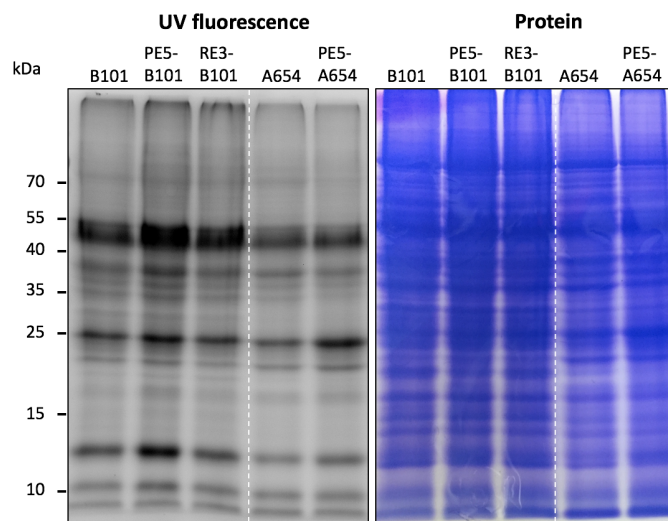 UV fluorescence
Protein
kDa
B101
PE5-
B101
RE3-
B101
A654
PE5-
A654
B101
PE5-
B101
RE3-
B101
A654
PE5-
A654
70
55
40
35
25
15
10